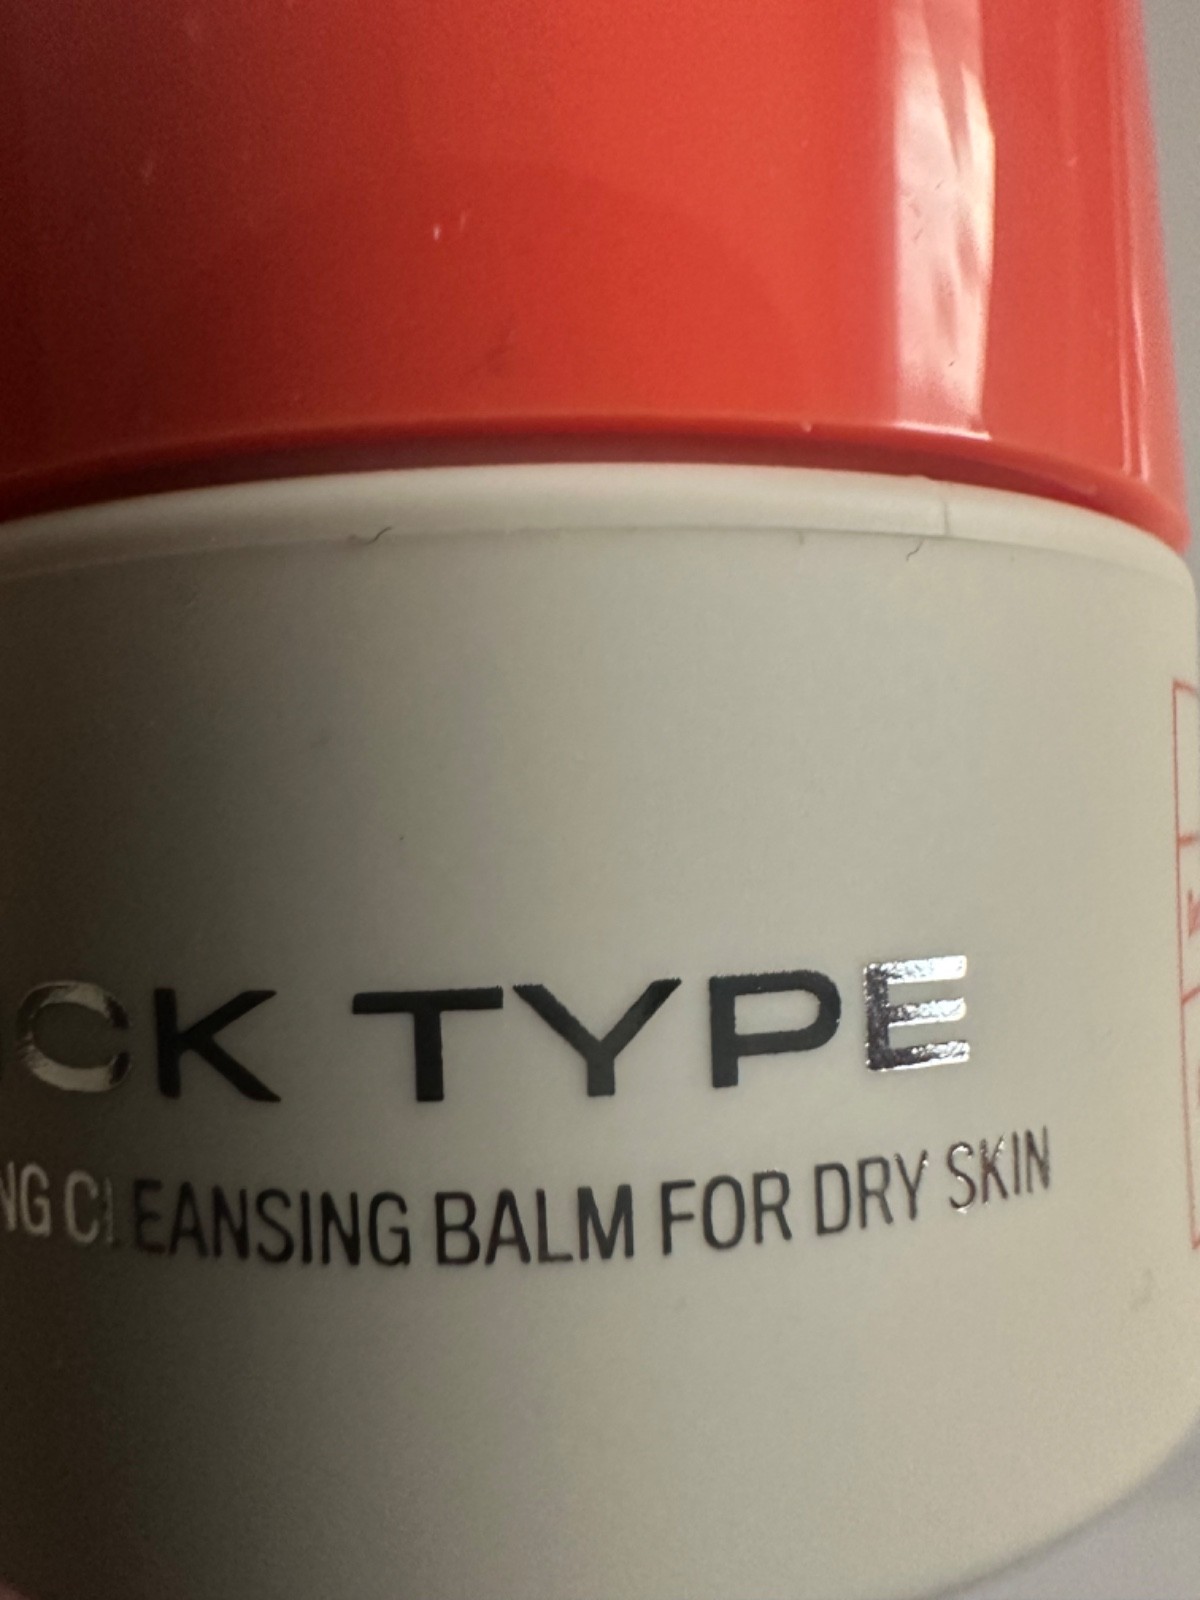 CK TYPE
NG CLEANSING BALM FOR DRY SKIN